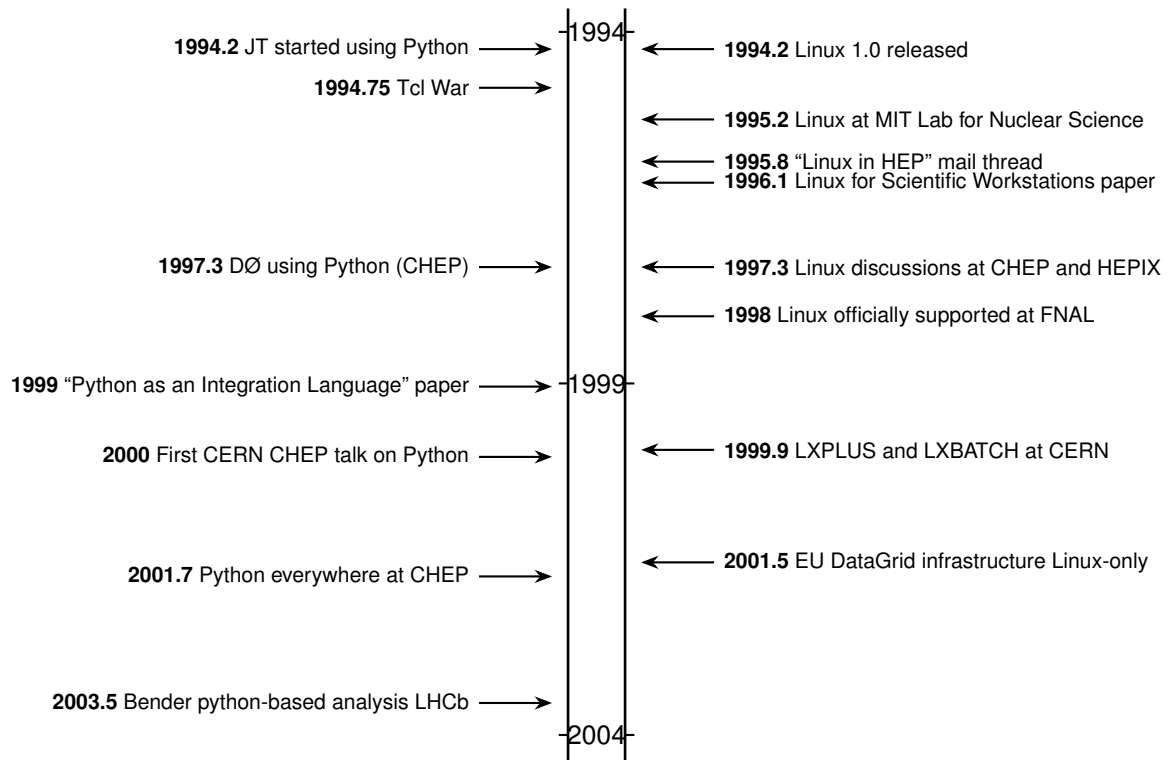 1994
1994.2 JT started using Python
1994.2 Linux 1.0 released
1994.75 Tcl War
1995.2 Linux at MIT Lab for Nuclear Science
1995.8 “Linux in HEP” mail thread
1996.1 Linux for Scientific Workstations paper
1997.3 DØ using Python (CHEP)
1997.3 Linux discussions at CHEP and HEPIX
1998 Linux officially supported at FNAL
1999 “Python as an Integration Language” paper
1999
2000 First CERN CHEP talk on Python
1999.9 LXPLUS and LXBATCH at CERN
2001.5 EU DataGrid infrastructure Linux-only
2001.7 Python everywhere at CHEP
2003.5 Bender python-based analysis LHCb
2004